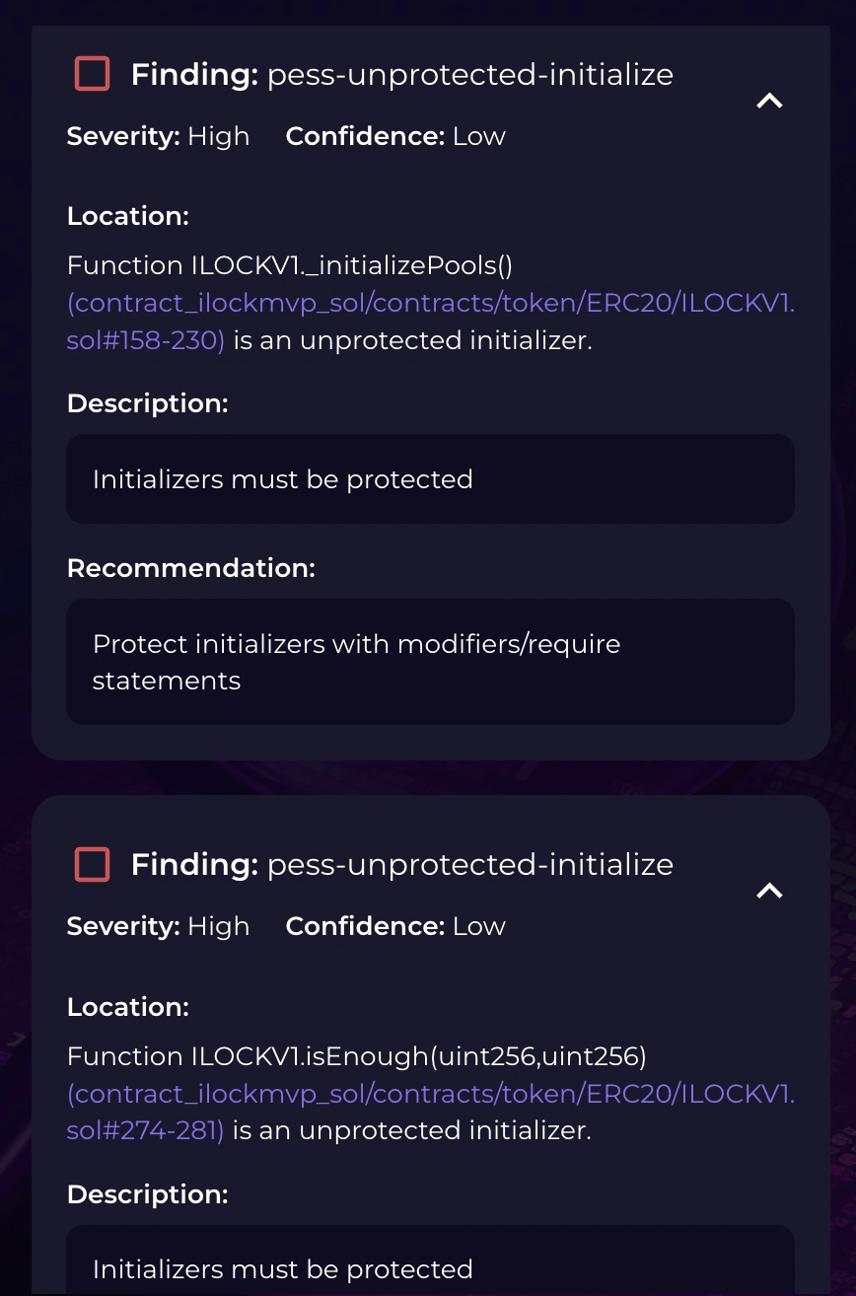 Finding: pess-unprotected-initialize
Severity: High Confidence: Low
Location:
Function ILOCKV1._initializePools()
(contract_ilockmvp_sol/contracts/token/ERC20/ILOCKV1.
sol#158-230) is an unprotected initializer.
Description:
Initializers must be protected
Recommendation:
Protect initializers with modifiers/require
statements
Finding: pess-unprotected-initialize
Severity: High Confidence: Low
Location:
Function ILOCKV1.isEnough(uint256,uint256)
(contract_ilockmvp_sol/contracts/token/ERC20/ILOCKV1.
sol#274-281) is an unprotected initializer.
Description:
Initializers must be protected